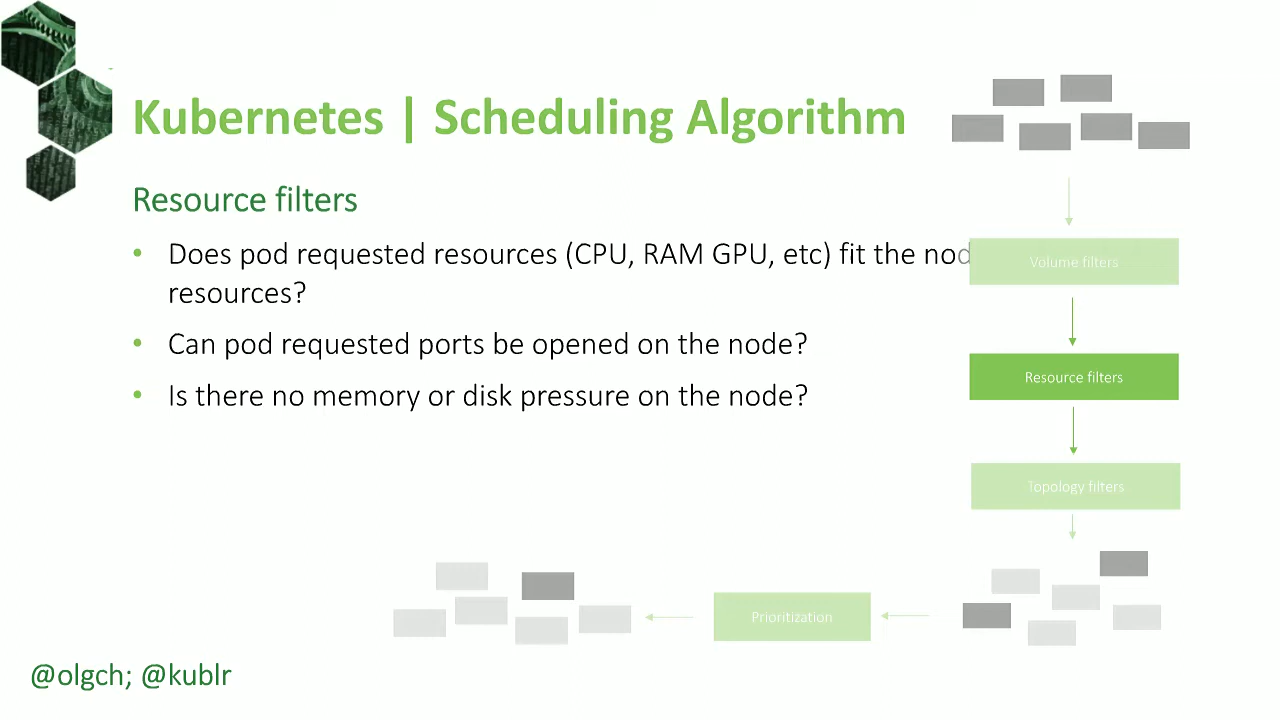 Kubernetes | Scheduling Algorithm
Resource filters
• Does pod requested resources (CPU, RAM GPU, etc) fit the nod
resources?
• Can pod requested ports be opened on the node?
• Is there no memory or disk pressure on the node?
Volume filters
Resource filters
Topology filters
Prioritization
@olgch; @kublr